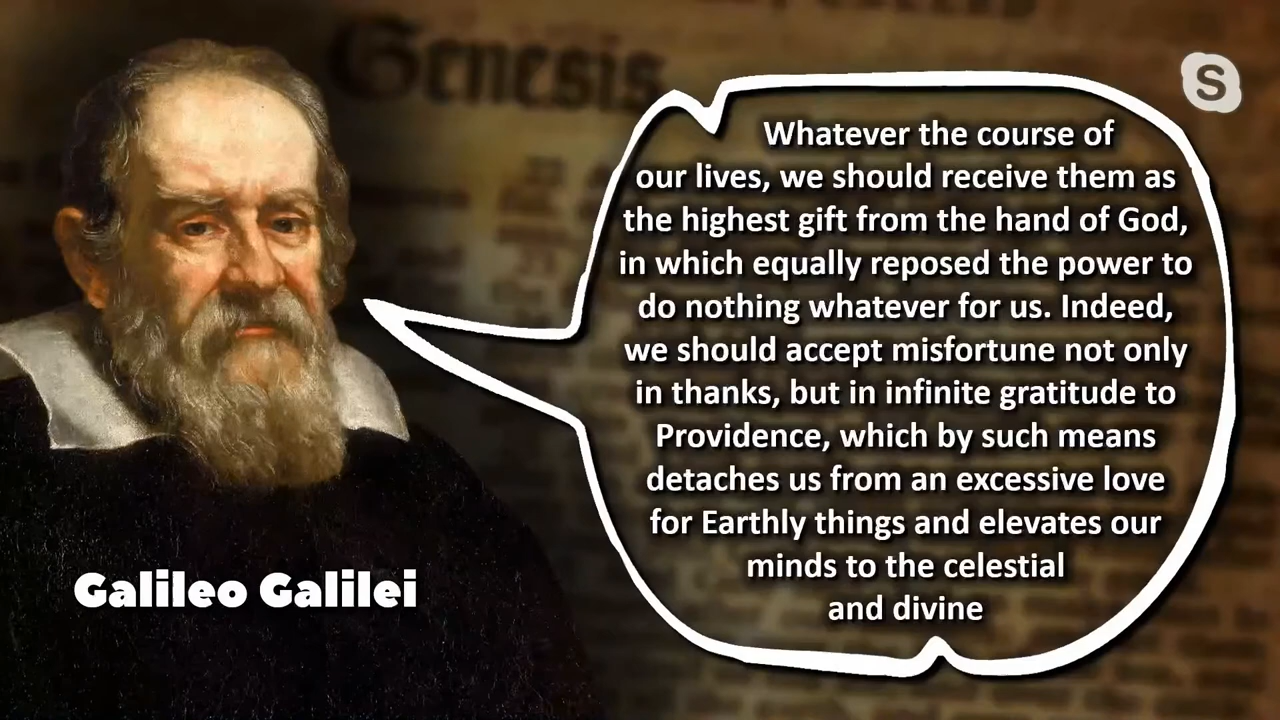 Genesis
S
Whatever the course of
our lives, we should receive them as
the highest gift from the hand of God,
in which equally reposed the power to
do nothing whatever for us. Indeed,
we should accept misfortune not only
in thanks, but in infinite gratitude to
Providence, which by such means
detaches us from an excessive love
for Earthly things and elevates our
minds to the celestial
and divine
Galileo Galilei